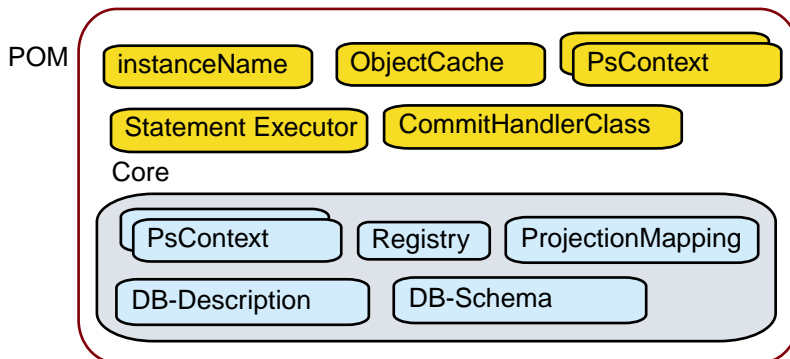 POM
instanceName
ObjectCache
PsContext
Statement Executor
CommitHandlerClass
Core
PsContext
Registry
ProjectionMapping
DB-Description
DB-Schema